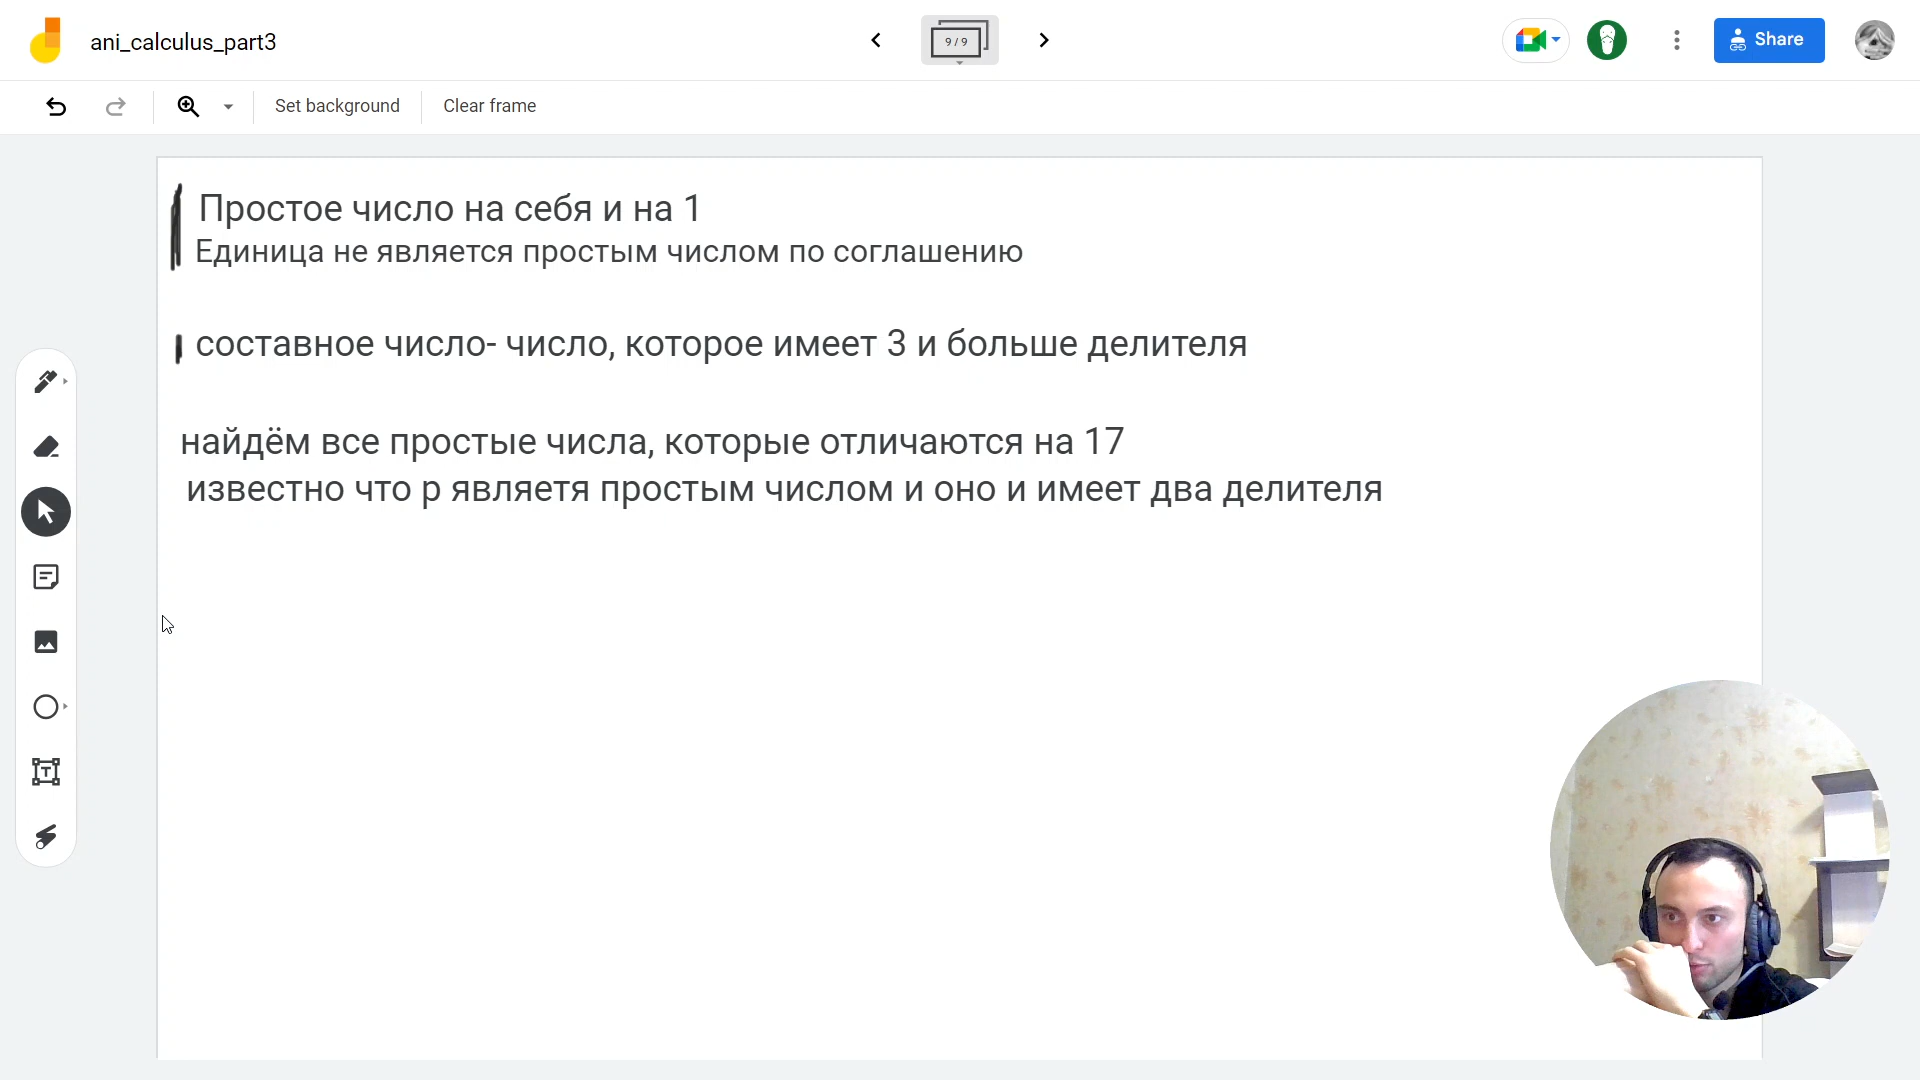 ani_calculus_part3
9/9
Share
Set background
Clear frame
Простое число на себя и на 1
Единица не является простым числом по соглашению
составное число- число, которое имеет 3 и больше делителя
найдём все простые числа, которые отличаются на 17
известно что p являетя простым числом и оно и имеет два делителя